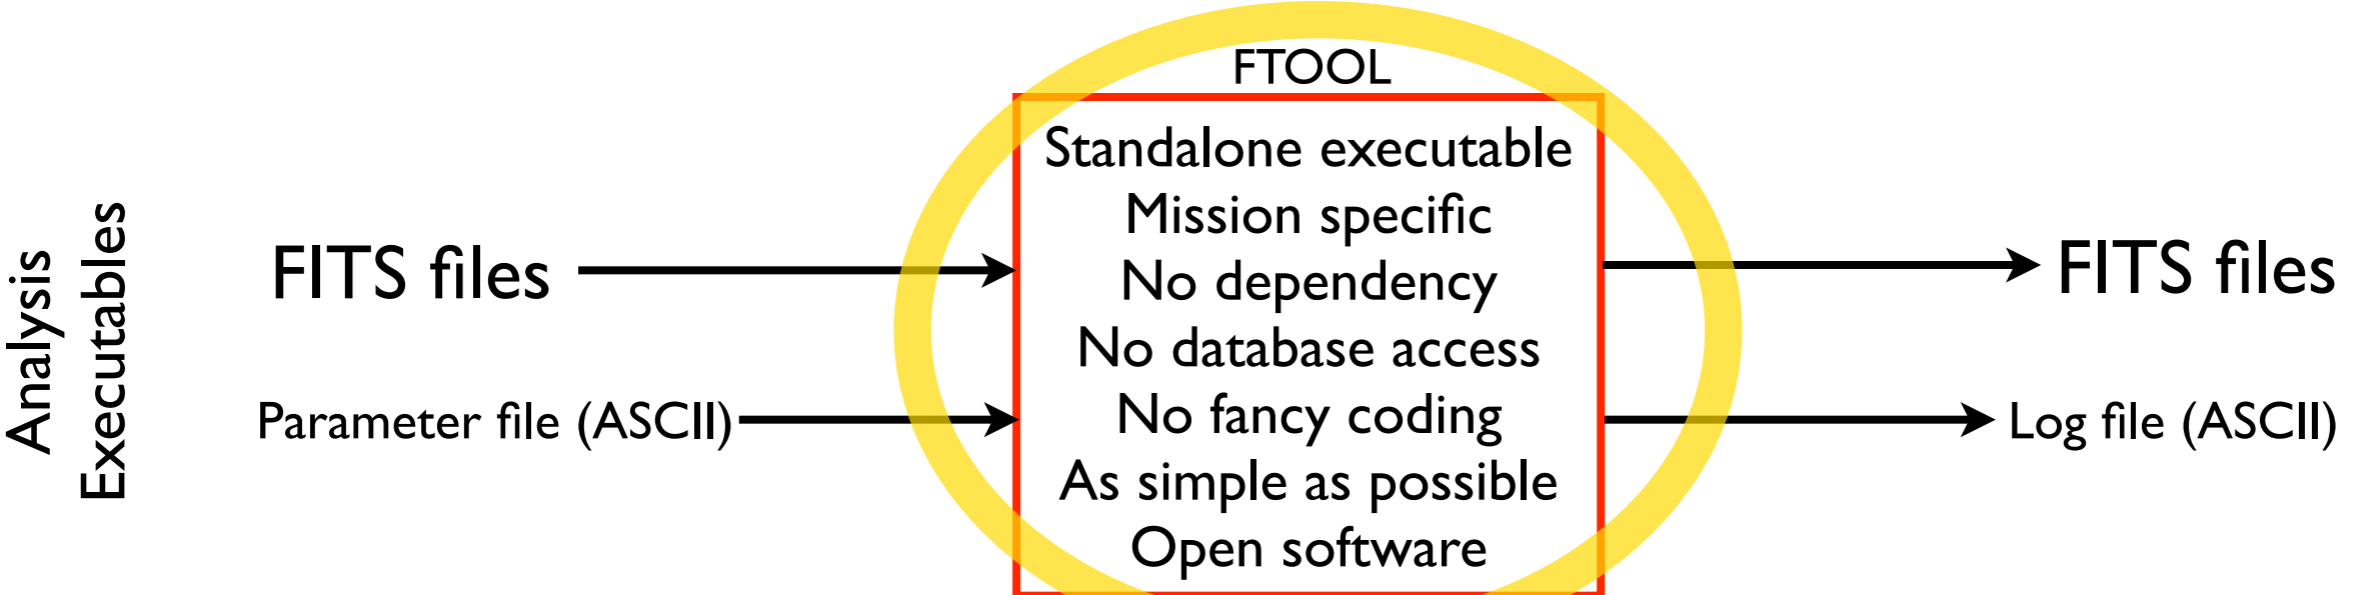 Analysis
Executables
FITS files
Parameter file (ASCII)
FTOOL
Standalone executable
Mission specific
No dependency
No database access
No fancy coding
As simple as possible
Open software
FITS files
Log file (ASCII)